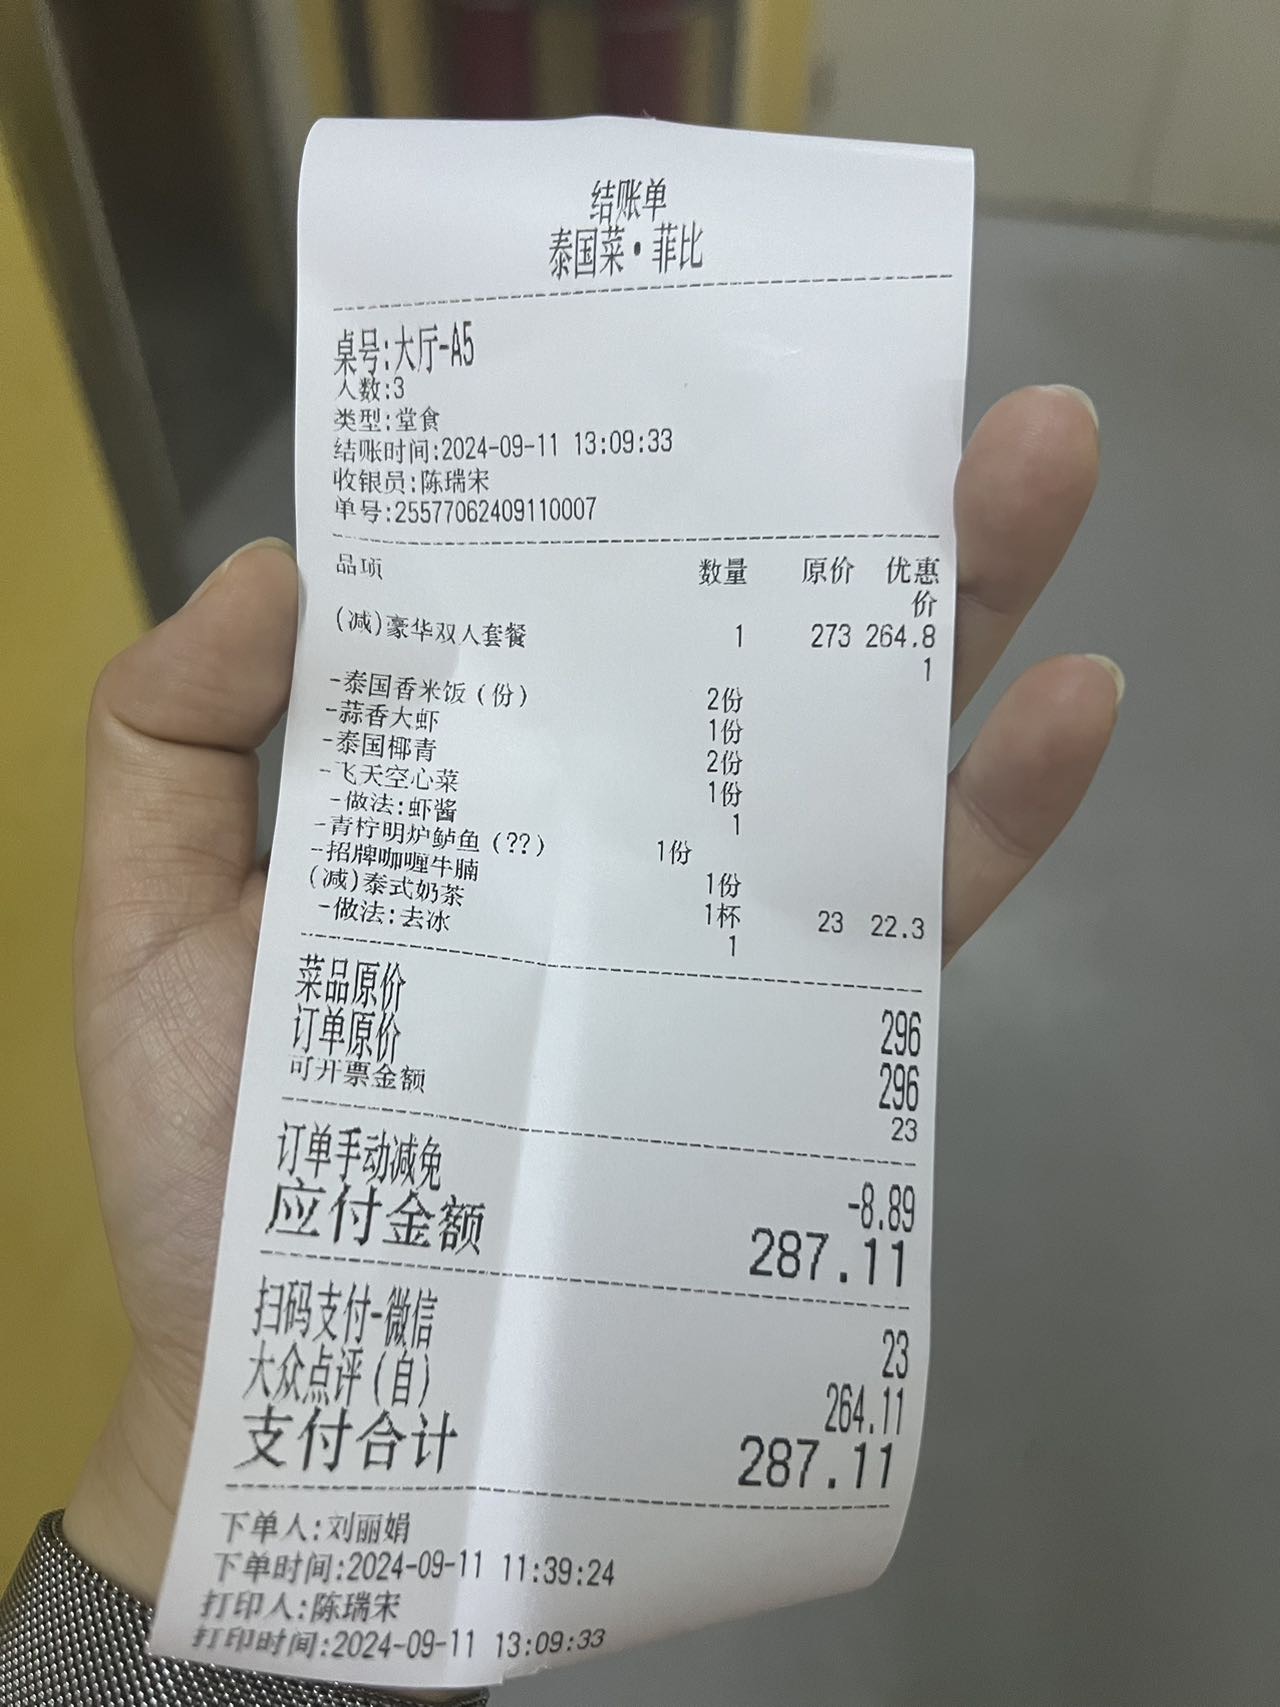 结账单
泰国菜·菲比
桌号:大厅-A5
人数:3
类型:堂食
结账时间:2024-09-11 13:09:33
收银员:陈瑞宋
单号:25577062409110007
品项 数量 原价 优惠
价
(减)豪华双人套餐 1 273 264.8
1
-泰国香米饭(份) 2份
-蒜香大虾 1份
-泰国椰青 2份
-飞天空心菜 1份
-做法:虾酱 1
-青柠明炉鲈鱼(??) 1份
-招牌咖喱牛腩 1份
(减)泰式奶茶 1杯 23 22.3
-做法:去冰 1
菜品原价 296
订单原价 296
可开票金额 23
订单手动减免 -8.89
应付金额 287.11
扫码支付-微信 23
大众点评(自) 264.11
支付合计 287.11
下单人:刘丽娟
下单时间:2024-09-11 11:39:24
打印人:陈瑞宋
打印时间:2024-09-11 13:09:33